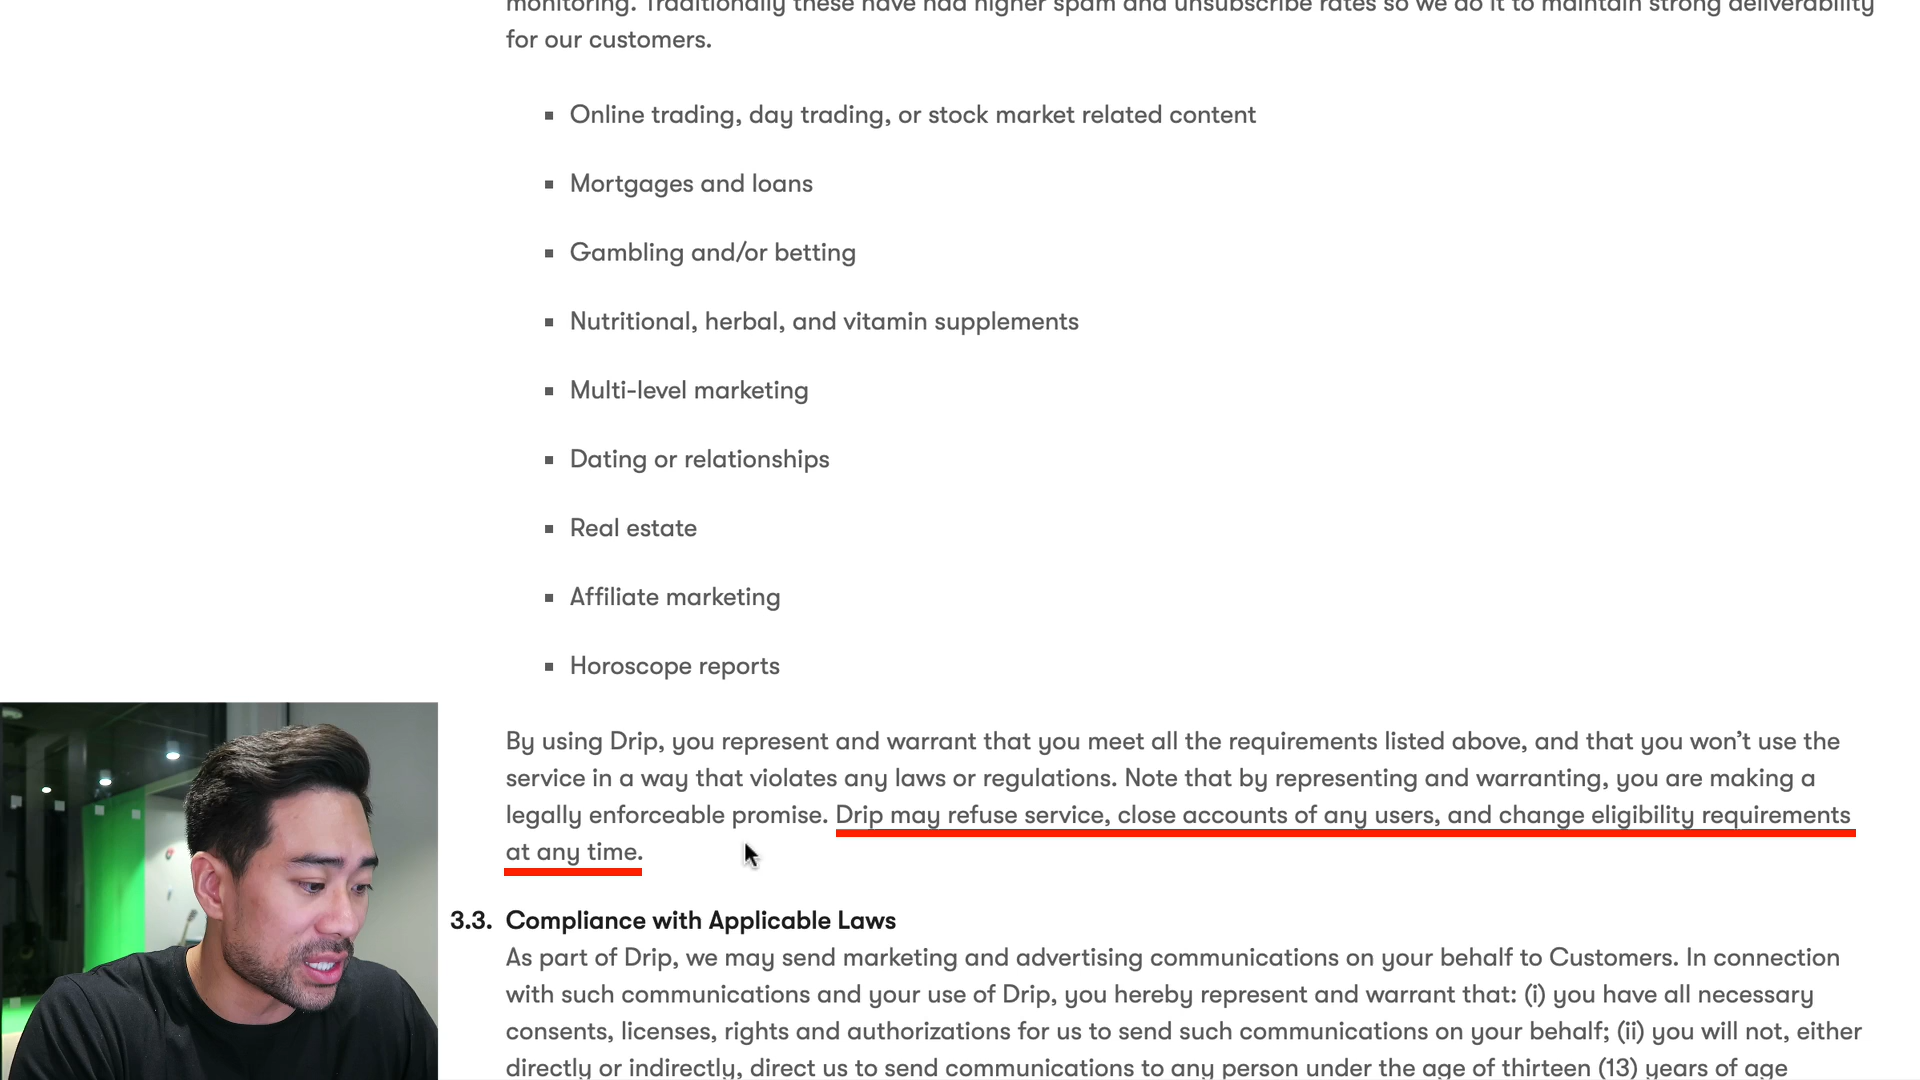 monitoring. Traditionally these have had higher spam and unsubscribe rates so we do it to maintain strong deliverability
for our customers.
Online trading, day trading, or stock market related content
Mortgages and loans
Gambling and/or betting
Nutritional, herbal, and vitamin supplements
Multi-level marketing
Dating or relationships
Real estate
Affiliate marketing
Horoscope reports
By using Drip, you represent and warrant that you meet all the requirements listed above, and that you won’t use the
service in a way that violates any laws or regulations. Note that by representing and warranting, you are making a
legally enforceable promise. Drip may refuse service, close accounts of any users, and change eligibility requirements
at any time.
3.3. Compliance with Applicable Laws
As part of Drip, we may send marketing and advertising communications on your behalf to Customers. In connection
with such communications and your use of Drip, you hereby represent and warrant that: (i) you have all necessary
consents, licenses, rights and authorizations for us to send such communications on your behalf; (ii) you will not, either
directly or indirectly, direct us to send communications to any person under the age of thirteen (13) years of age